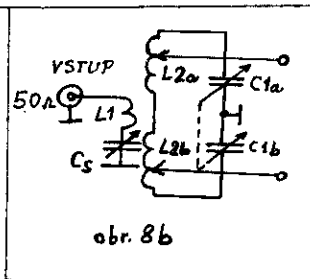 VSTUP
50Ω
L1
Cs
L2a
L2b
C1a
C1b
obr. 8b